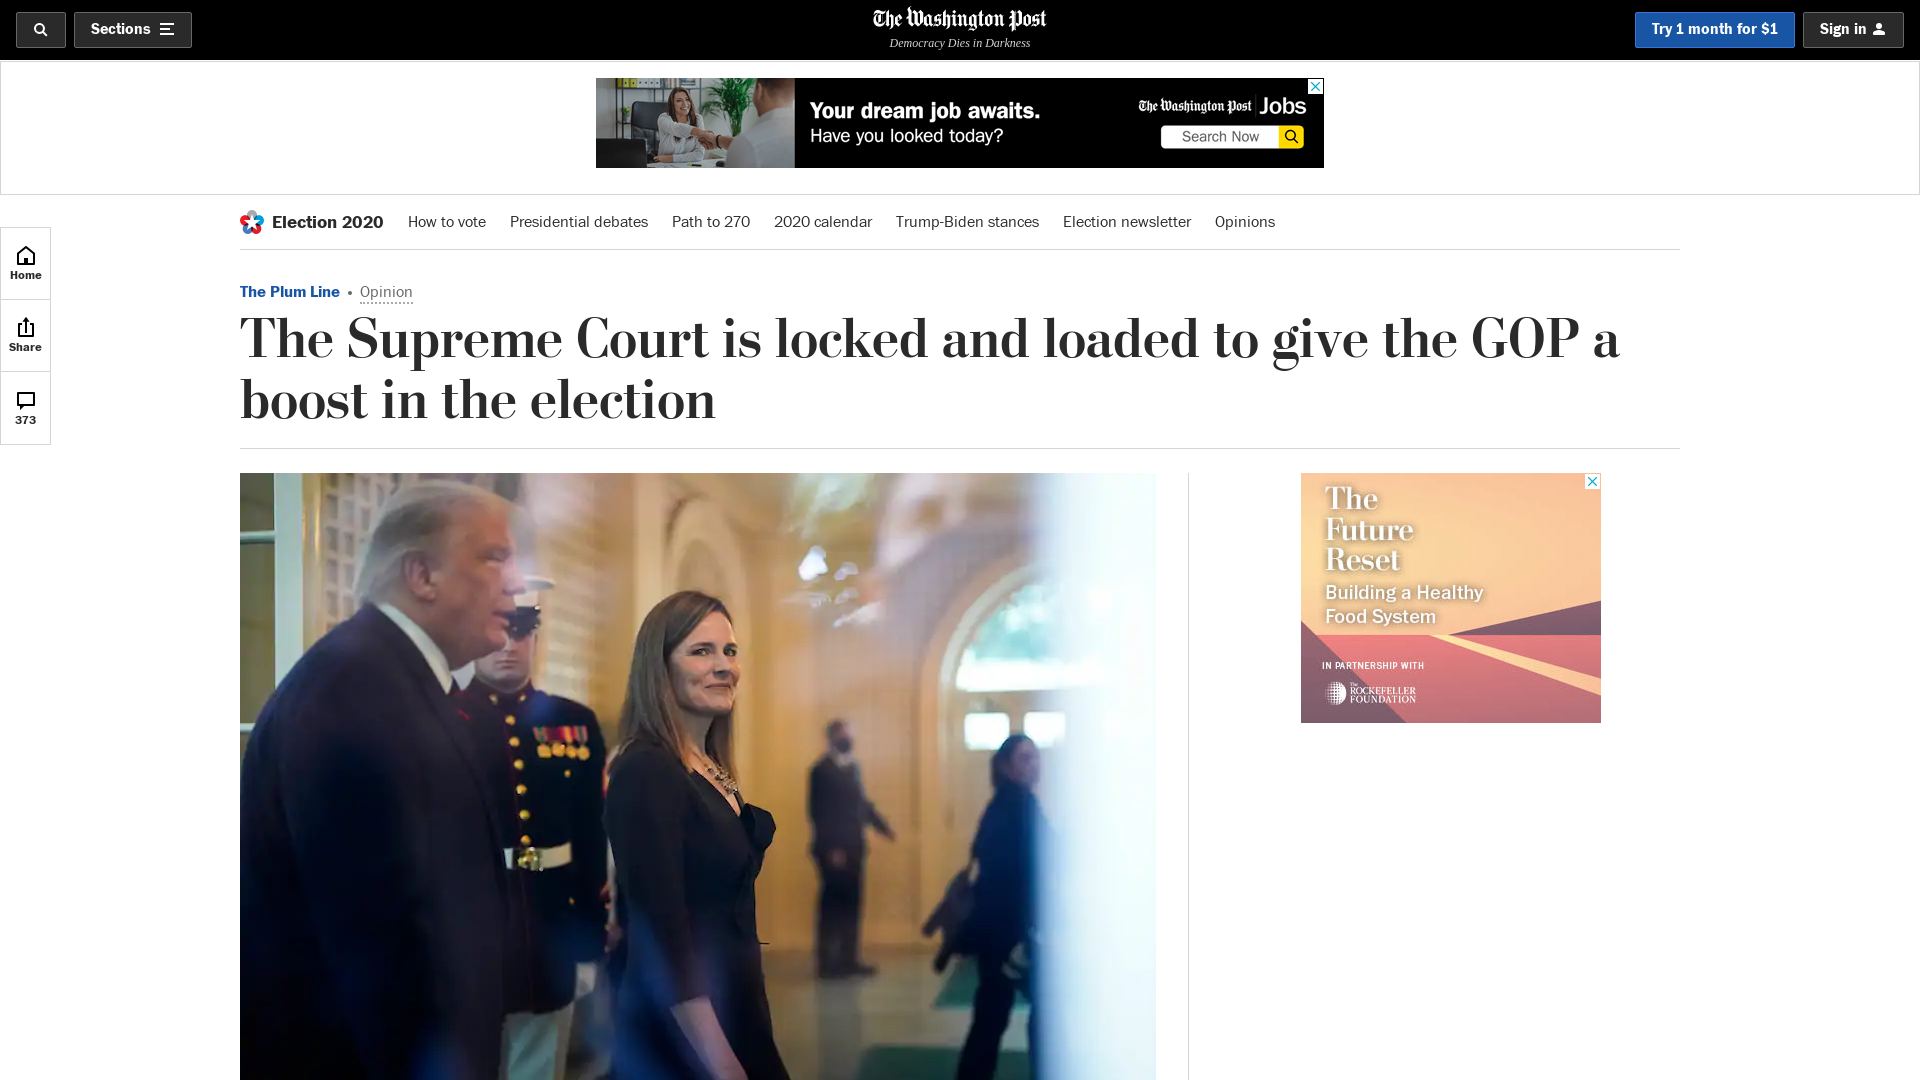 Sections
The Washington Post
Democracy Dies in Darkness
Try 1 month for $1
Sign in
Your dream job awaits.
Have you looked today?
The Washington Post Jobs
Search Now
Election 2020
How to vote
Presidential debates
Path to 270
2020 calendar
Trump-Biden stances
Election newsletter
Opinions
Home
Share
373
The Plum Line • Opinion
The Supreme Court is locked and loaded to give the GOP a
boost in the election
The
Future
Reset
Building a Healthy
Food System
IN PARTNERSHIP WITH
The
ROCKEFELLER
FOUNDATION